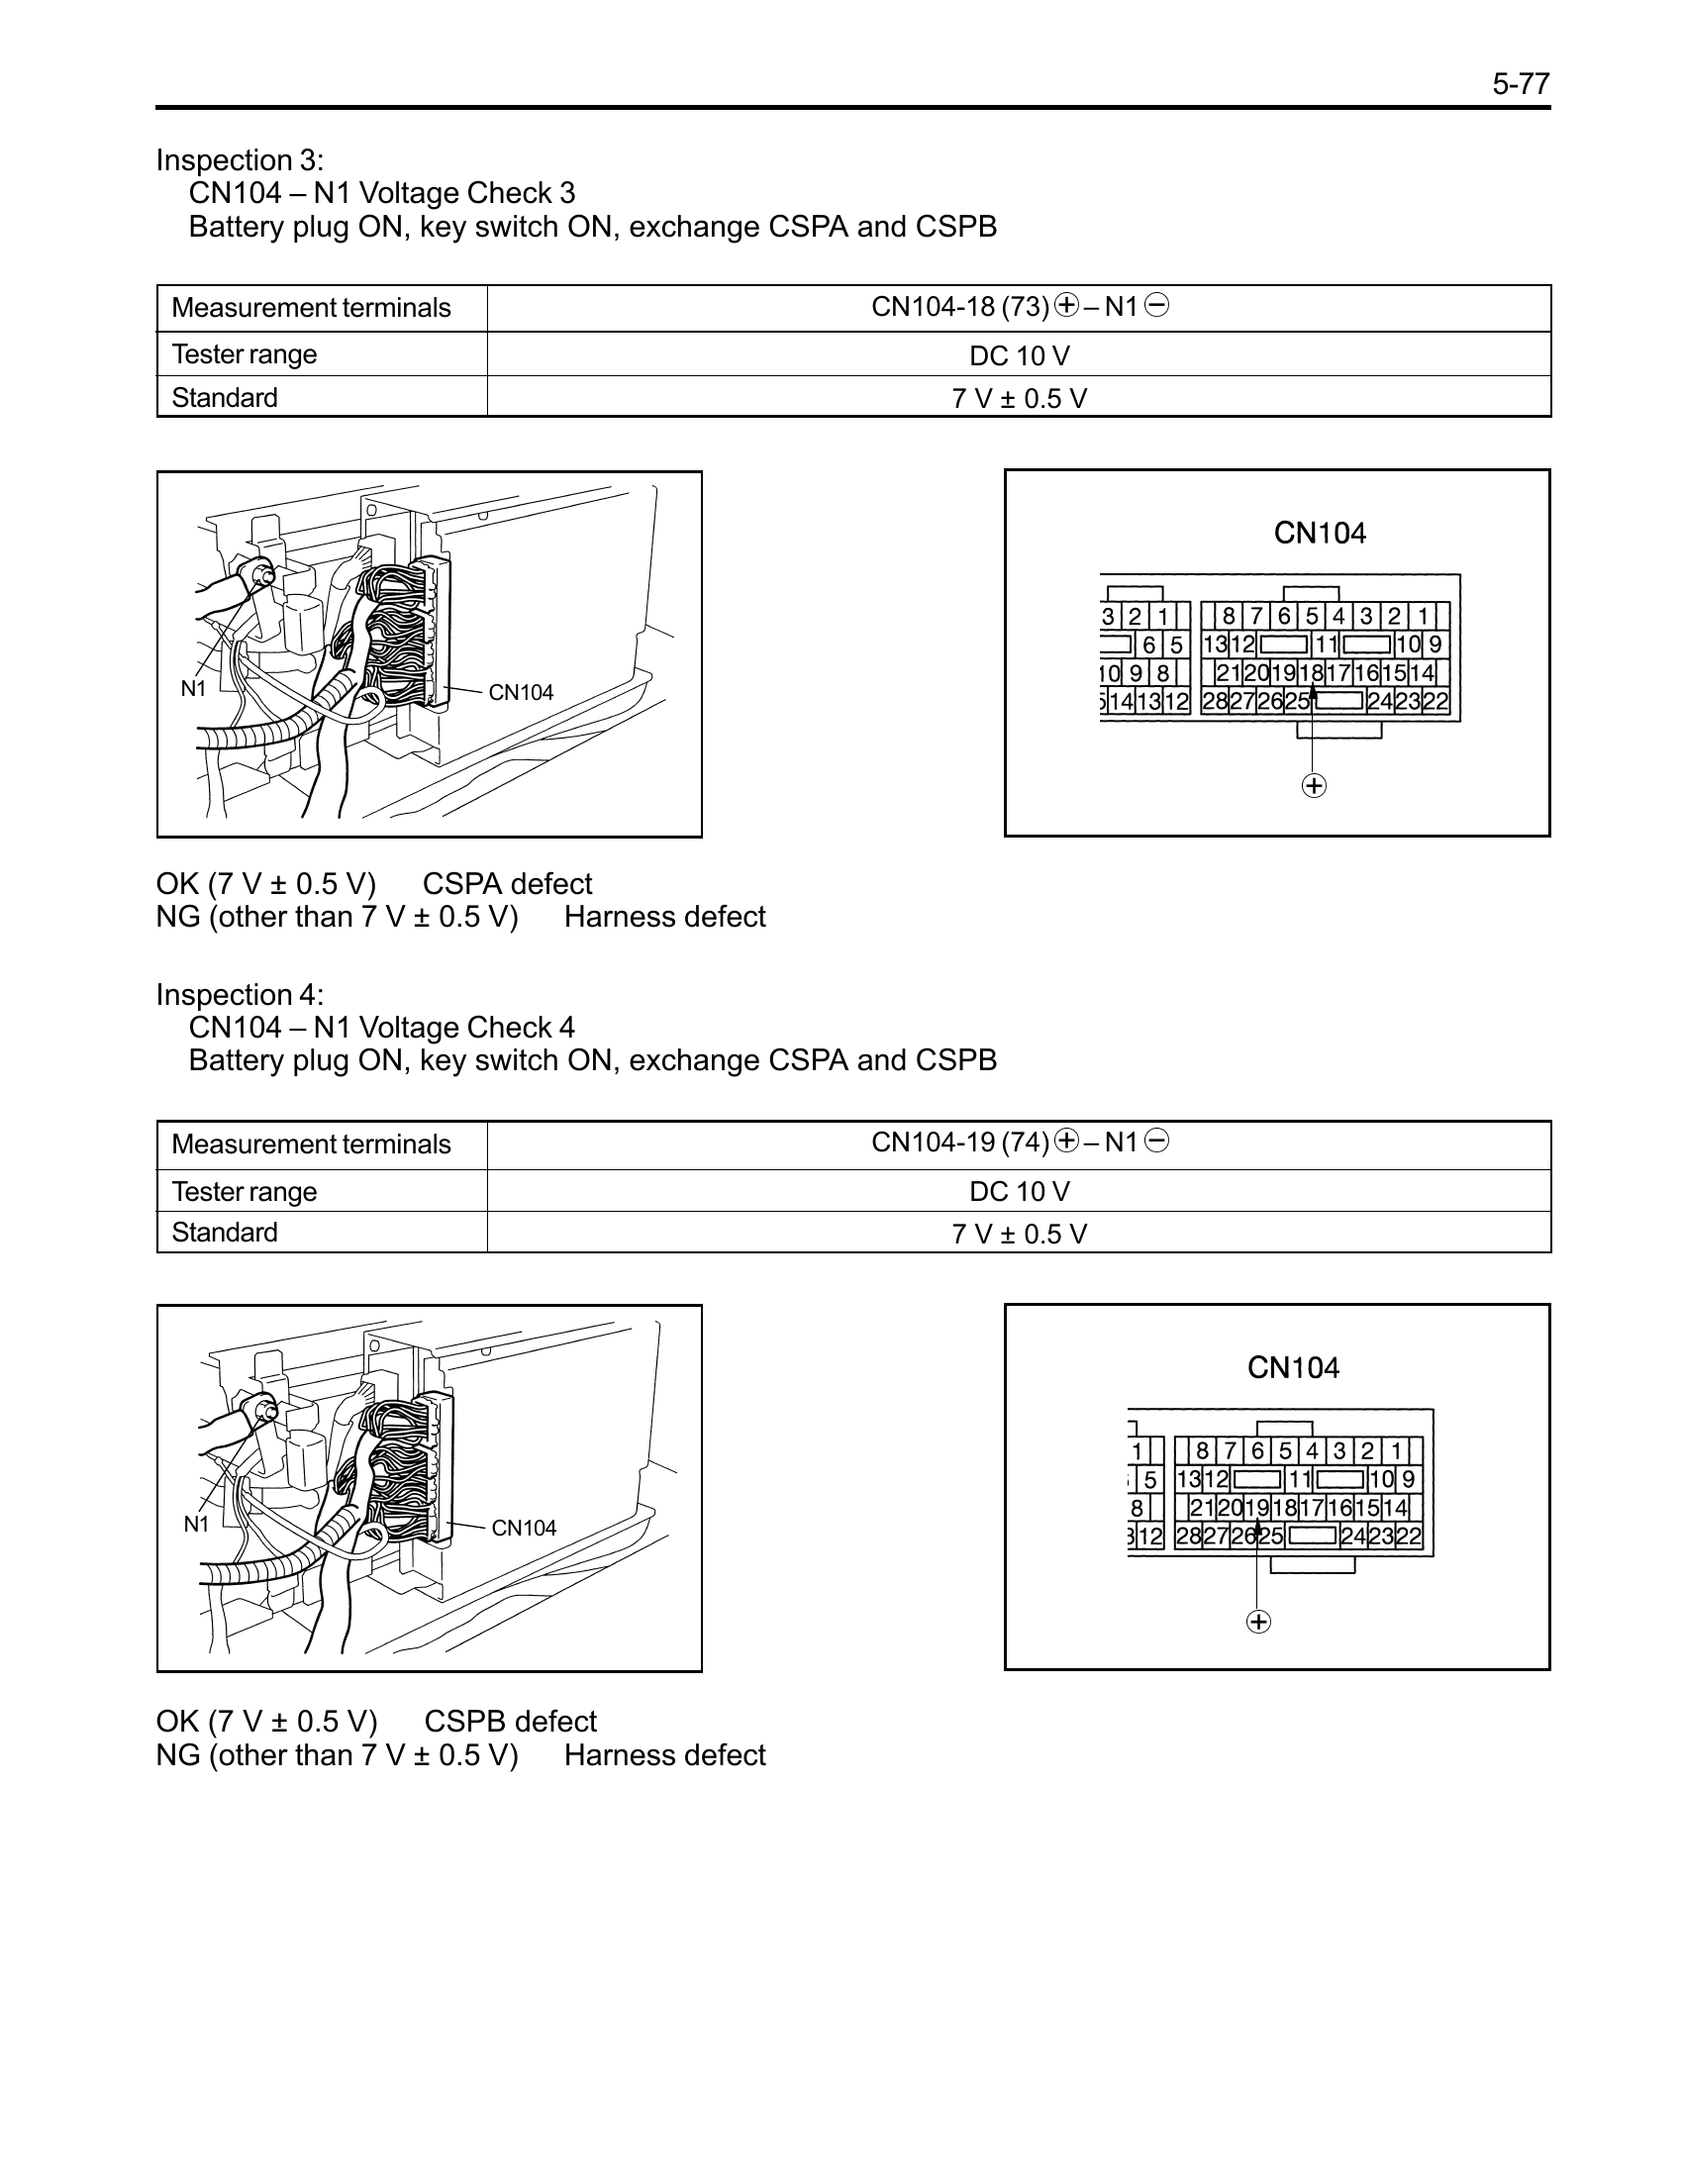 5-77
Inspection 3:
CN104 – N1 Voltage Check 3
Battery plug ON, key switch ON, exchange CSPA and CSPB
Measurement terminals CN104-18 (73) ⊕ – N1 ⊖
Tester range DC 10 V
Standard 7 V ± 0.5 V
N1
CN104
CN104
3 2 1 8 7 6 5 4 3 2 1
6 5 13 12 11 10 9
10 9 8 21 20 19 18 17 16 15 14
14 13 12 28 27 26 25 24 23 22
⊕
OK (7 V ± 0.5 V) CSPA defect
NG (other than 7 V ± 0.5 V) Harness defect
Inspection 4:
CN104 – N1 Voltage Check 4
Battery plug ON, key switch ON, exchange CSPA and CSPB
Measurement terminals CN104-19 (74) ⊕ – N1 ⊖
Tester range DC 10 V
Standard 7 V ± 0.5 V
N1
CN104
CN104
1 8 7 6 5 4 3 2 1
5 13 12 11 10 9
8 21 20 19 18 17 16 15 14
12 28 27 26 25 24 23 22
⊕
OK (7 V ± 0.5 V) CSPB defect
NG (other than 7 V ± 0.5 V) Harness defect